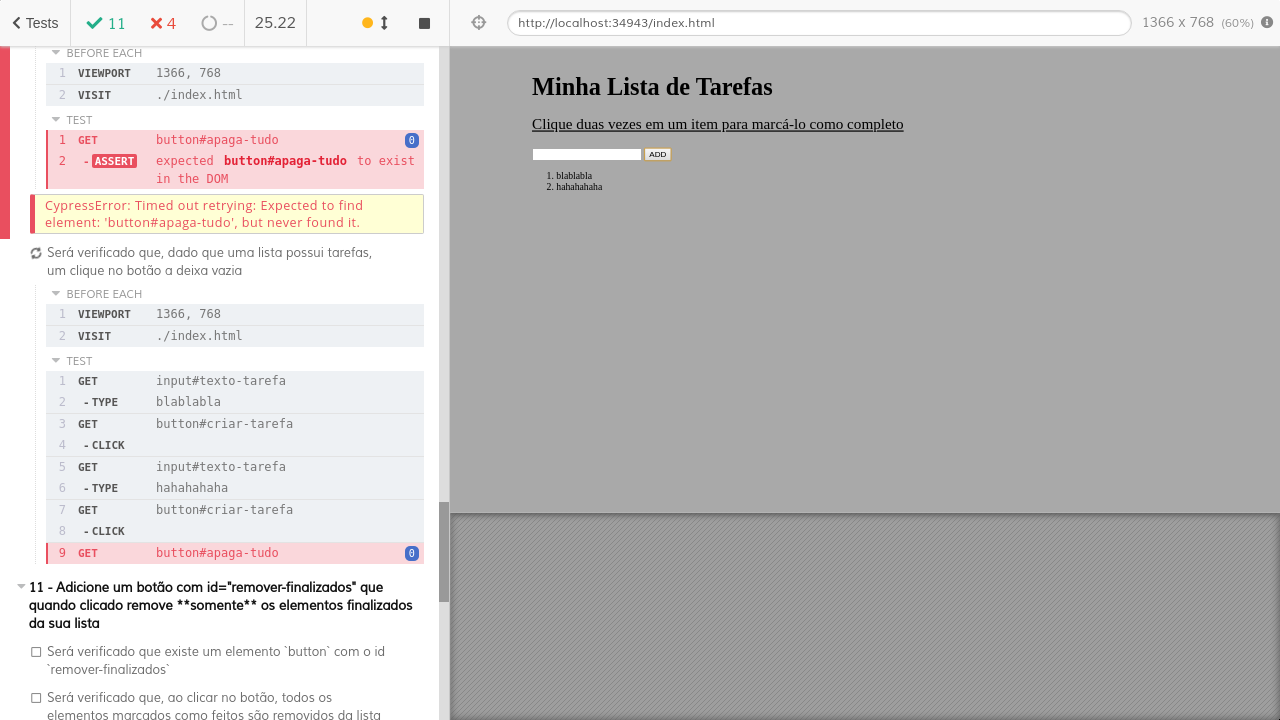 Tests 11 4 -- 25.22
http://localhost:34943/index.html 1366 x 768 (60%)
BEFORE EACH
1 VIEWPORT 1366, 768
2 VISIT ./index.html
TEST
1 GET button#apaga-tudo 0
2 -ASSERT expected button#apaga-tudo to exist
in the DOM
CypressError: Timed out retrying: Expected to find
element: 'button#apaga-tudo', but never found it.
Será verificado que, dado que uma lista possui tarefas,
um clique no botão a deixa vazia
BEFORE EACH
1 VIEWPORT 1366, 768
2 VISIT ./index.html
TEST
1 GET input#texto-tarefa
2 -TYPE blablabla
3 GET button#criar-tarefa
4 -CLICK
5 GET input#texto-tarefa
6 -TYPE hahahahaha
7 GET button#criar-tarefa
8 -CLICK
9 GET button#apaga-tudo 0
11 - Adicione um botão com id="remover-finalizados" que
quando clicado remove **somente** os elementos finalizados
da sua lista
Será verificado que existe um elemento `button` com o id
`remover-finalizados`
Será verificado que, ao clicar no botão, todos os
elementos marcados como feitos são removidos da lista
Minha Lista de Tarefas
Clique duas vezes em um item para marcá-lo como completo
ADD
1. blablabla
2. hahahahaha